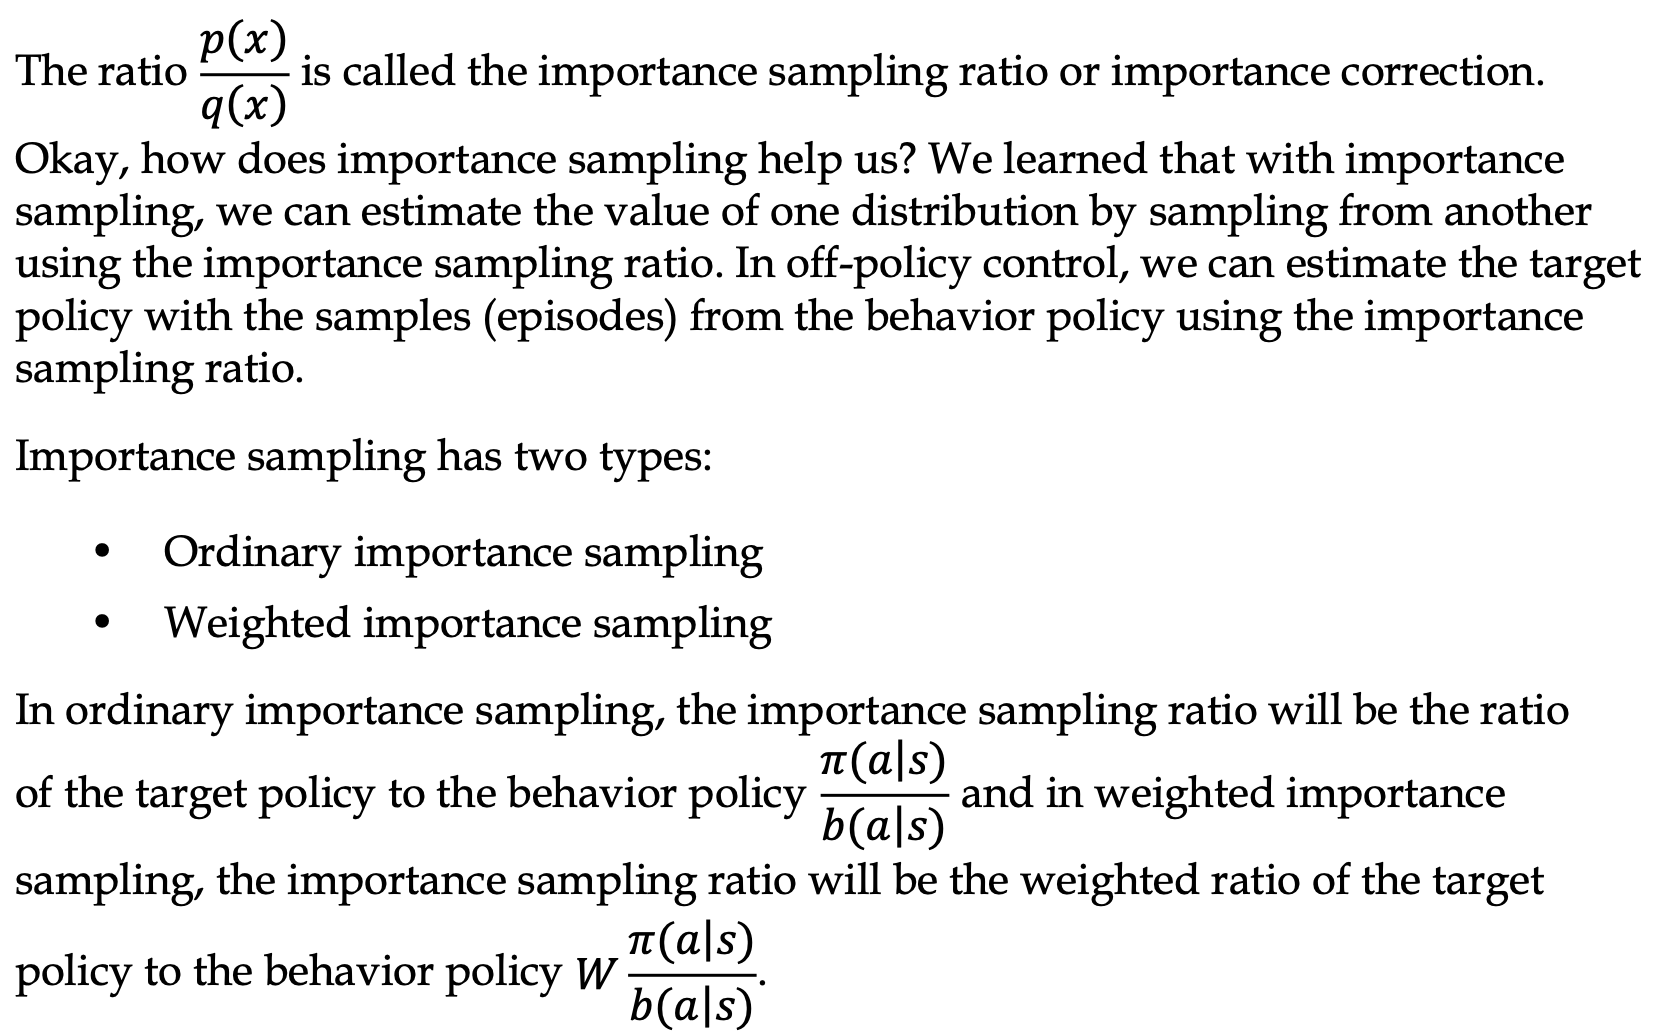 The ratio p(x)/q(x) is called the importance sampling ratio or importance correction.
Okay, how does importance sampling help us? We learned that with importance
sampling, we can estimate the value of one distribution by sampling from another
using the importance sampling ratio. In off-policy control, we can estimate the target
policy with the samples (episodes) from the behavior policy using the importance
sampling ratio.
Importance sampling has two types:
• Ordinary importance sampling
• Weighted importance sampling
In ordinary importance sampling, the importance sampling ratio will be the ratio
of the target policy to the behavior policy π(a|s)/b(a|s) and in weighted importance
sampling, the importance sampling ratio will be the weighted ratio of the target
policy to the behavior policy W π(a|s)/b(a|s).